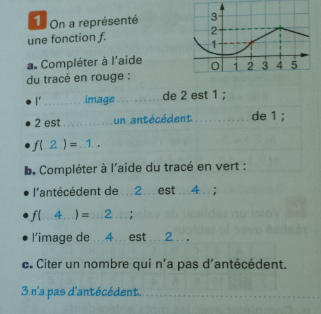 1 On a représenté
une fonction f.
3
2
1
O 1 2 3 4 5
a. Compléter à l'aide
du tracé en rouge :
• l' ........ image ........ de 2 est 1 ;
• 2 est ........ un antécédent ........ de 1 ;
• f( 2 ) = 1 .
b. Compléter à l'aide du tracé en vert :
• l'antécédent de 2 est 4 ;
• f( 4 ) = 2 ;
• l'image de 4 est 2 .
c. Citer un nombre qui n'a pas d'antécédent.
3 n'a pas d'antécédent.